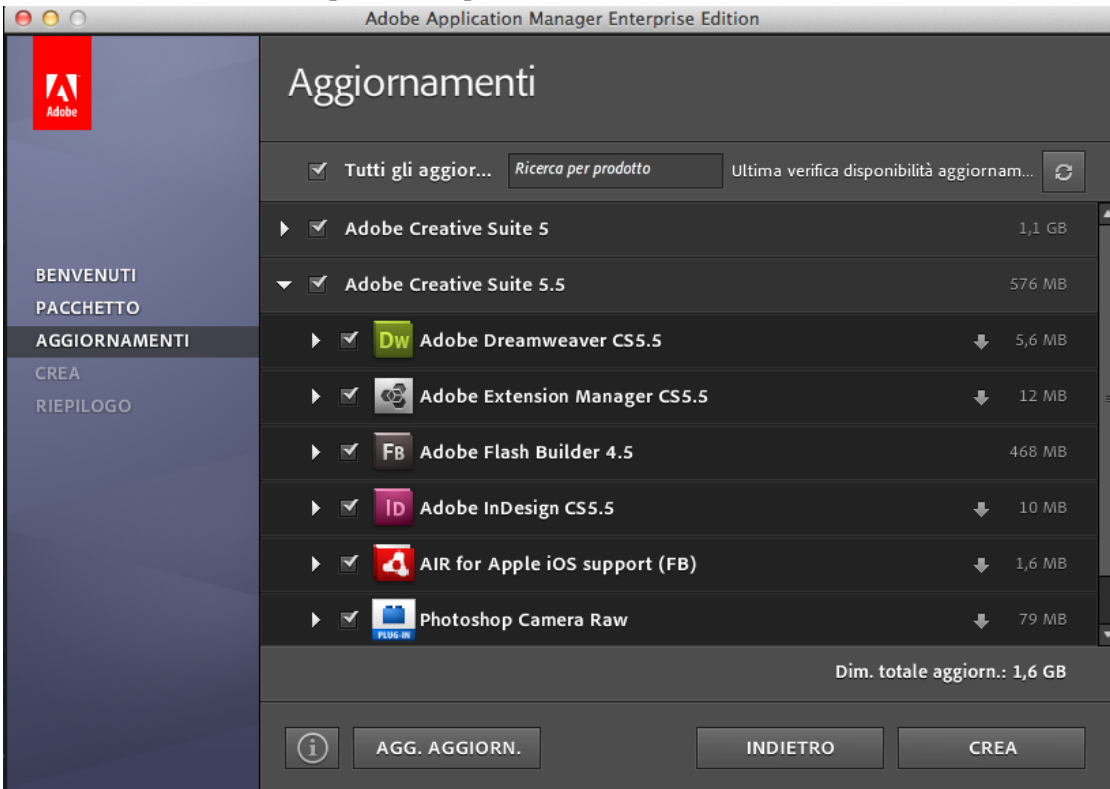 Adobe Application Manager Enterprise Edition
Adobe
Aggiornamenti
Tutti gli aggior... Ricerca per prodotto Ultima verifica disponibilità aggiornam...
Adobe Creative Suite 5 1,1 GB
Adobe Creative Suite 5.5 576 MB
Dw Adobe Dreamweaver CS5.5 5,6 MB
Adobe Extension Manager CS5.5 12 MB
FB Adobe Flash Builder 4.5 468 MB
ID Adobe InDesign CS5.5 10 MB
AIR for Apple iOS support (FB) 1,6 MB
PLUG-IN Photoshop Camera Raw 79 MB
Dim. totale aggiorn.: 1,6 GB
BENVENUTI
PACCHETTO
AGGIORNAMENTI
CREA
RIEPILOGO
AGG. AGGIORN. INDIETRO CREA